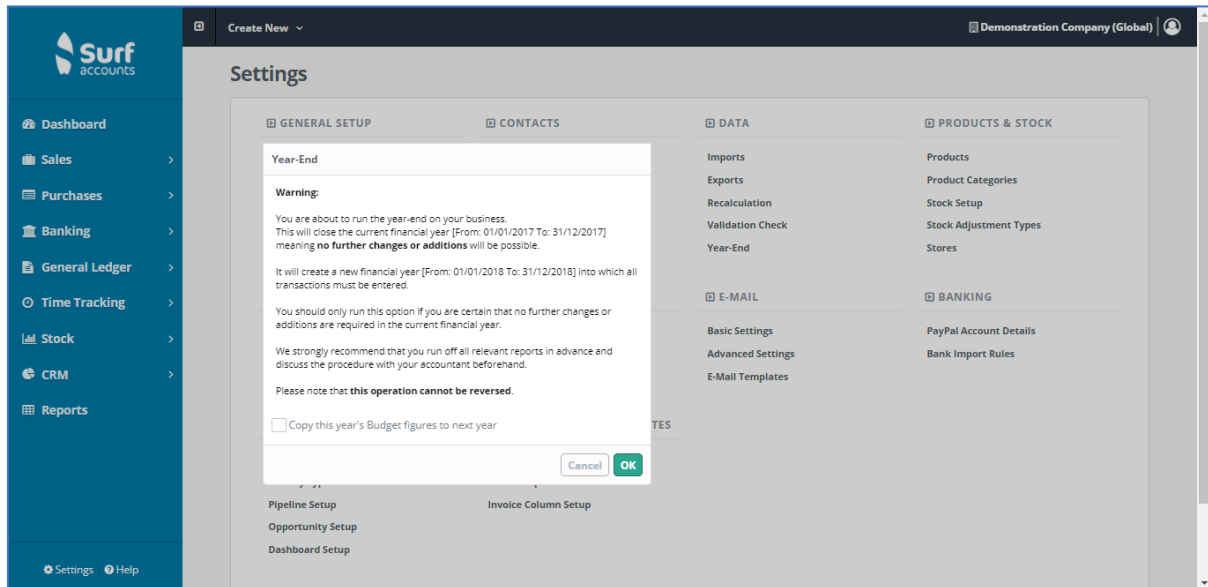 Surf
accounts
Create New
Demonstration Company (Global)
Dashboard
Sales
Purchases
Banking
General Ledger
Time Tracking
Stock
CRM
Reports
Settings Help
Settings
GENERAL SETUP
CONTACTS
DATA
Imports
Exports
Recalculation
Validation Check
Year-End
PRODUCTS & STOCK
Products
Product Categories
Stock Setup
Stock Adjustment Types
Stores
Year-End
Warning:
You are about to run the year-end on your business.
This will close the current financial year [From: 01/01/2017 To: 31/12/2017]
meaning no further changes or additions will be possible.
It will create a new financial year [From: 01/01/2018 To: 31/12/2018] into which all
transactions must be entered.
You should only run this option if you are certain that no further changes or
additions are required in the current financial year.
We strongly recommend that you run off all relevant reports in advance and
discuss the procedure with your accountant beforehand.
Please note that this operation cannot be reversed.
Copy this year's Budget figures to next year
Cancel OK
E-MAIL
Basic Settings
Advanced Settings
E-Mail Templates
BANKING
PayPal Account Details
Bank Import Rules
TES
Pipeline Setup
Opportunity Setup
Dashboard Setup
Invoice Column Setup